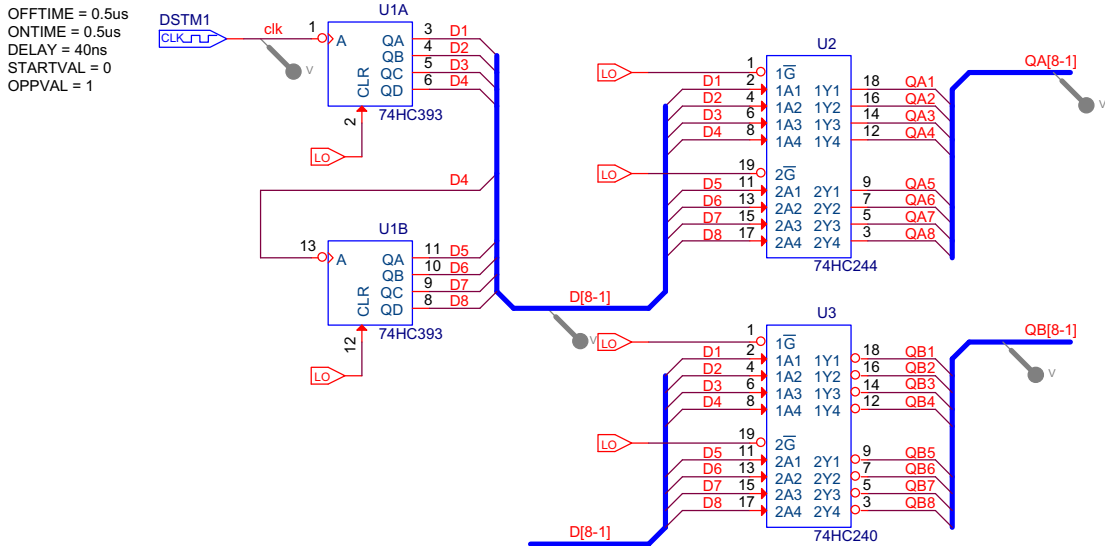 OFFTIME = 0.5us
ONTIME = 0.5us
DELAY = 40ns
STARTVAL = 0
OPPVAL = 1
DSTM1
CLK
clk
V
U1A
1
A
QA
3
D1
QB
4
D2
QC
5
D3
QD
6
D4
CLR
2
74HC393
LO
D4
U1B
13
A
QA
11
D5
QB
10
D6
QC
9
D7
QD
8
D8
CLR
12
74HC393
LO
D[8-1]
V
U2
LO
1
1G
D1
2
1A1
1Y1
18
QA1
D2
4
1A2
1Y2
16
QA2
D3
6
1A3
1Y3
14
QA3
D4
8
1A4
1Y4
12
QA4
LO
19
2G
D5
11
2A1
2Y1
9
QA5
D6
13
2A2
2Y2
7
QA6
D7
15
2A3
2Y3
5
QA7
D8
17
2A4
2Y4
3
QA8
74HC244
QA[8-1]
V
U3
LO
1
1G
D1
2
1A1
1Y1
18
QB1
D2
4
1A2
1Y2
16
QB2
D3
6
1A3
1Y3
14
QB3
D4
8
1A4
1Y4
12
QB4
LO
19
2G
D5
11
2A1
2Y1
9
QB5
D6
13
2A2
2Y2
7
QB6
D7
15
2A3
2Y3
5
QB7
D8
17
2A4
2Y4
3
QB8
74HC240
QB[8-1]
V
D[8-1]